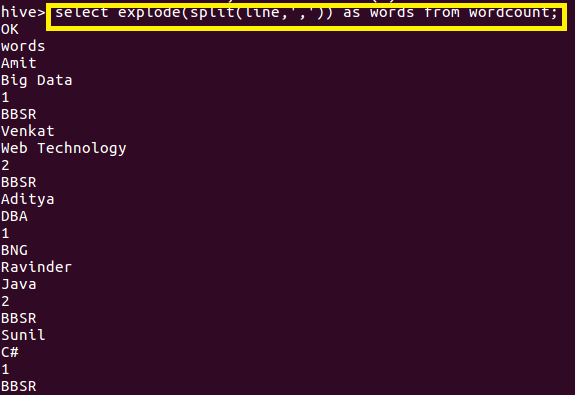 hive> select explode(split(line,',')) as words from wordcount;
OK
words
Amit
Big Data
1
BBSR
Venkat
Web Technology
2
BBSR
Aditya
DBA
1
BNG
Ravinder
Java
2
BBSR
Sunil
C#
1
BBSR